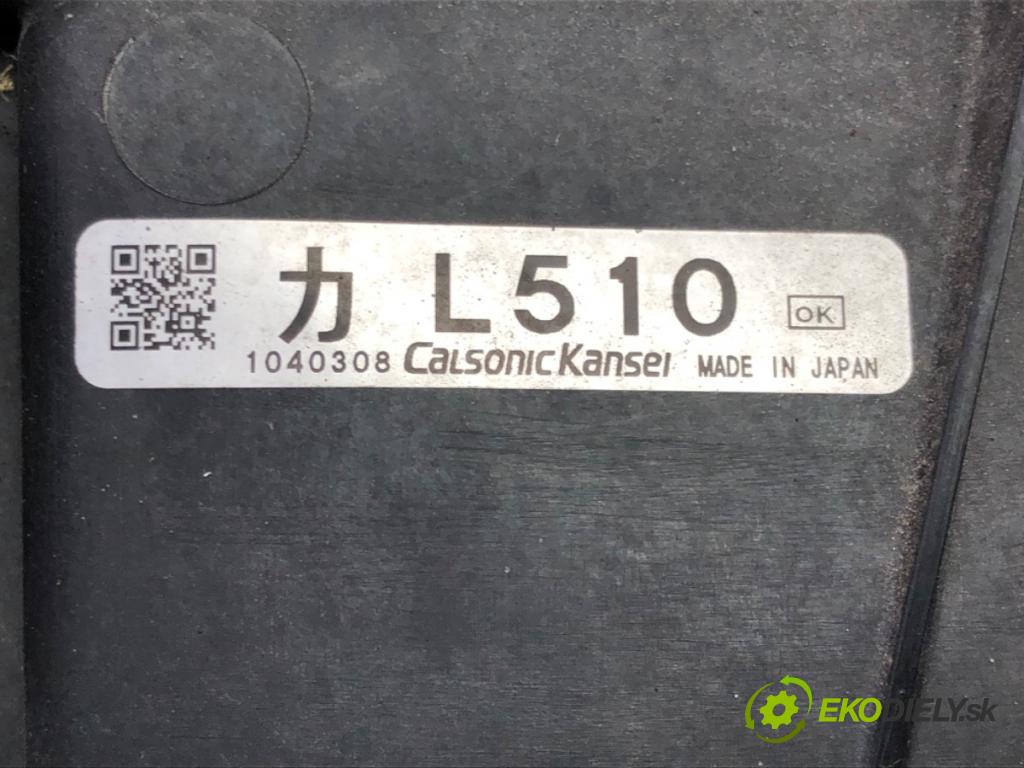 カ L510 OK
1040308 CalsonicKansei MADE IN JAPAN
EKODIELY.sk